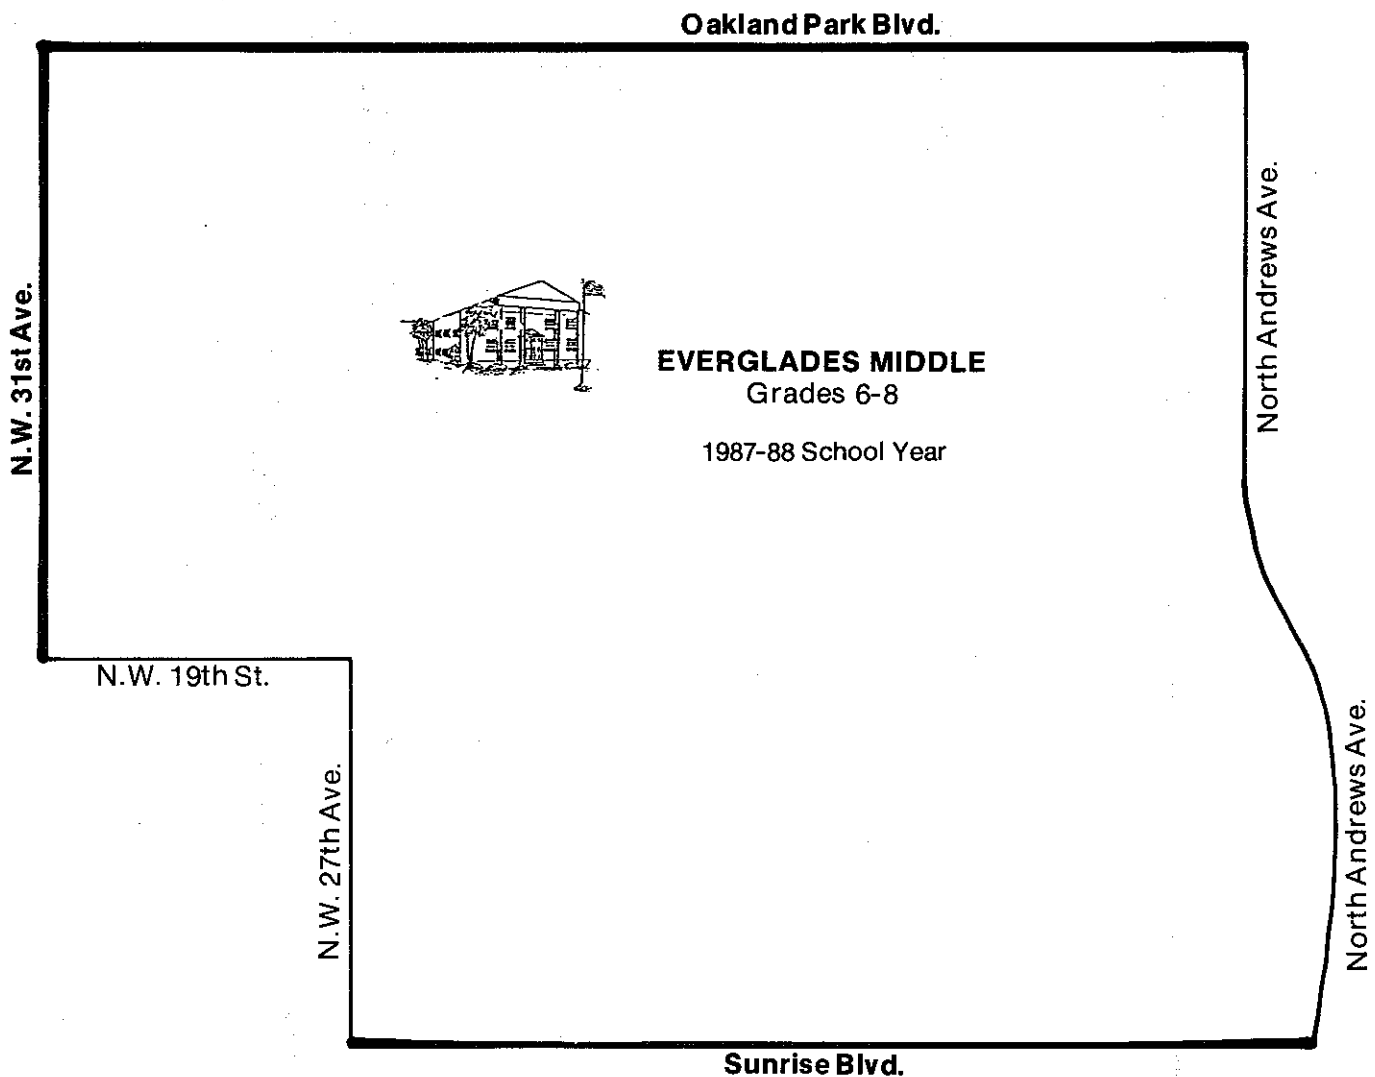 Oakland Park Blvd.
North Andrews Ave.
N.W. 31st Ave.
EVERGLADES MIDDLE
Grades 6-8
1987-88 School Year
N.W. 19th St.
N.W. 27th Ave.
North Andrews Ave.
Sunrise Blvd.